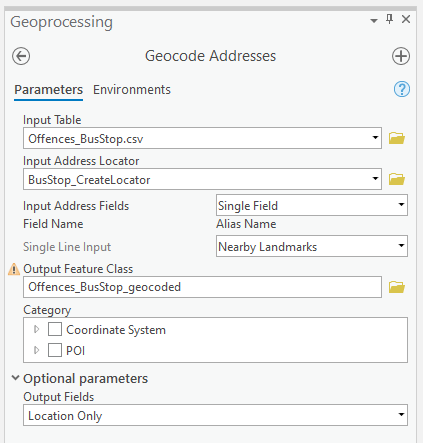 Geoprocessing
Geocode Addresses
Parameters Environments
?
Input Table
Offences_BusStop.csv
Input Address Locator
BusStop_CreateLocator
Input Address Fields Single Field
Field Name Alias Name
Single Line Input Nearby Landmarks
Output Feature Class
Offences_BusStop_geocoded
Category
Coordinate System
POI
Optional parameters
Output Fields
Location Only